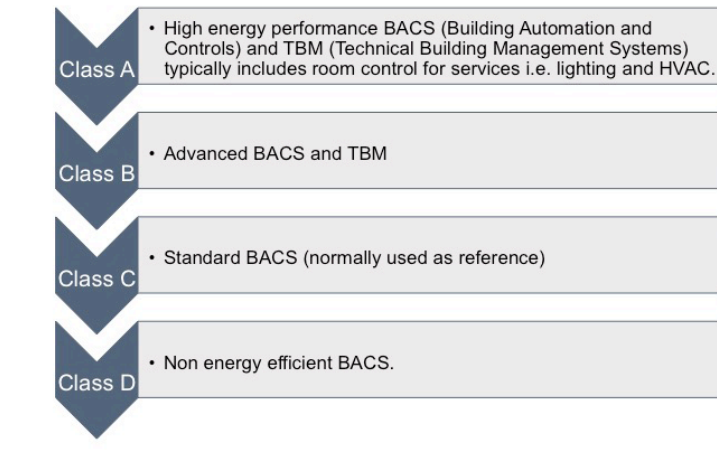 Class A
• High energy performance BACS (Building Automation and
Controls) and TBM (Technical Building Management Systems)
typically includes room control for services i.e. lighting and HVAC.
Class B
• Advanced BACS and TBM
Class C
• Standard BACS (normally used as reference)
Class D
• Non energy efficient BACS.